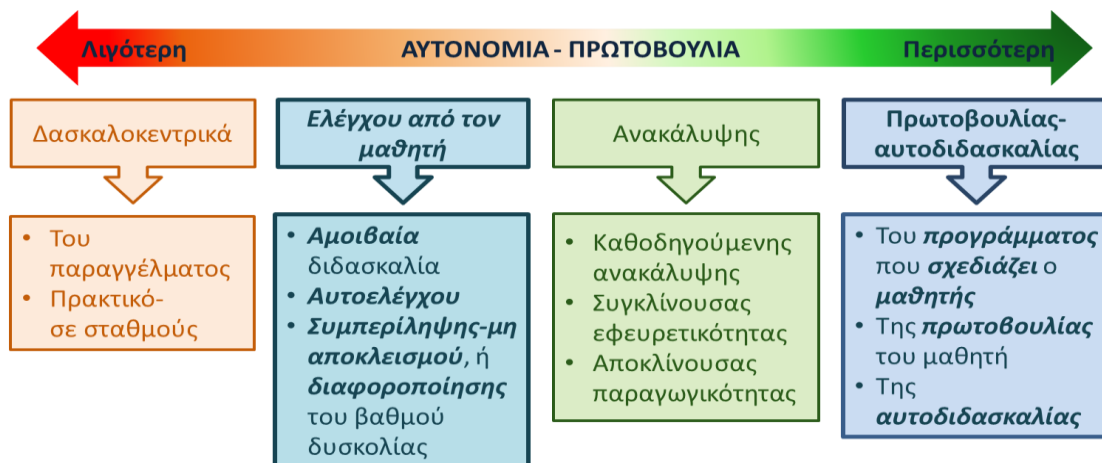 Λιγότερη ΑΥΤΟΝΟΜΙΑ - ΠΡΩΤΟΒΟΥΛΙΑ Περισσότερη
Δασκαλοκεντρικά
• Του
παραγγέλματος
• Πρακτικό-
σε σταθμούς
Ελέγχου από τον
μαθητή
• Αμοιβαία
διδασκαλία
• Αυτοελέγχου
• Συμπερίληψης-μη
αποκλεισμού, ή
διαφοροποίησης
του βαθμού
δυσκολίας
Ανακάλυψης
• Καθοδηγούμενης
ανακάλυψης
• Συγκλίνουσας
εφευρετικότητας
• Αποκλίνουσας
παραγωγικότητας
Πρωτοβουλίας-
αυτοδιδασκαλίας
• Του προγράμματος
που σχεδιάζει ο
μαθητής
• Της πρωτοβουλίας
του μαθητή
• Της
αυτοδιδασκαλίας